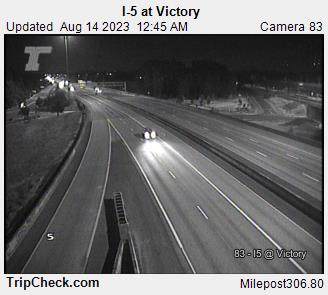 I-5 at Victory
Updated Aug 14 2023 12:45 AM Camera 83
T
5
83 - I5 @ Victory
TripCheck.com Milepost306.80